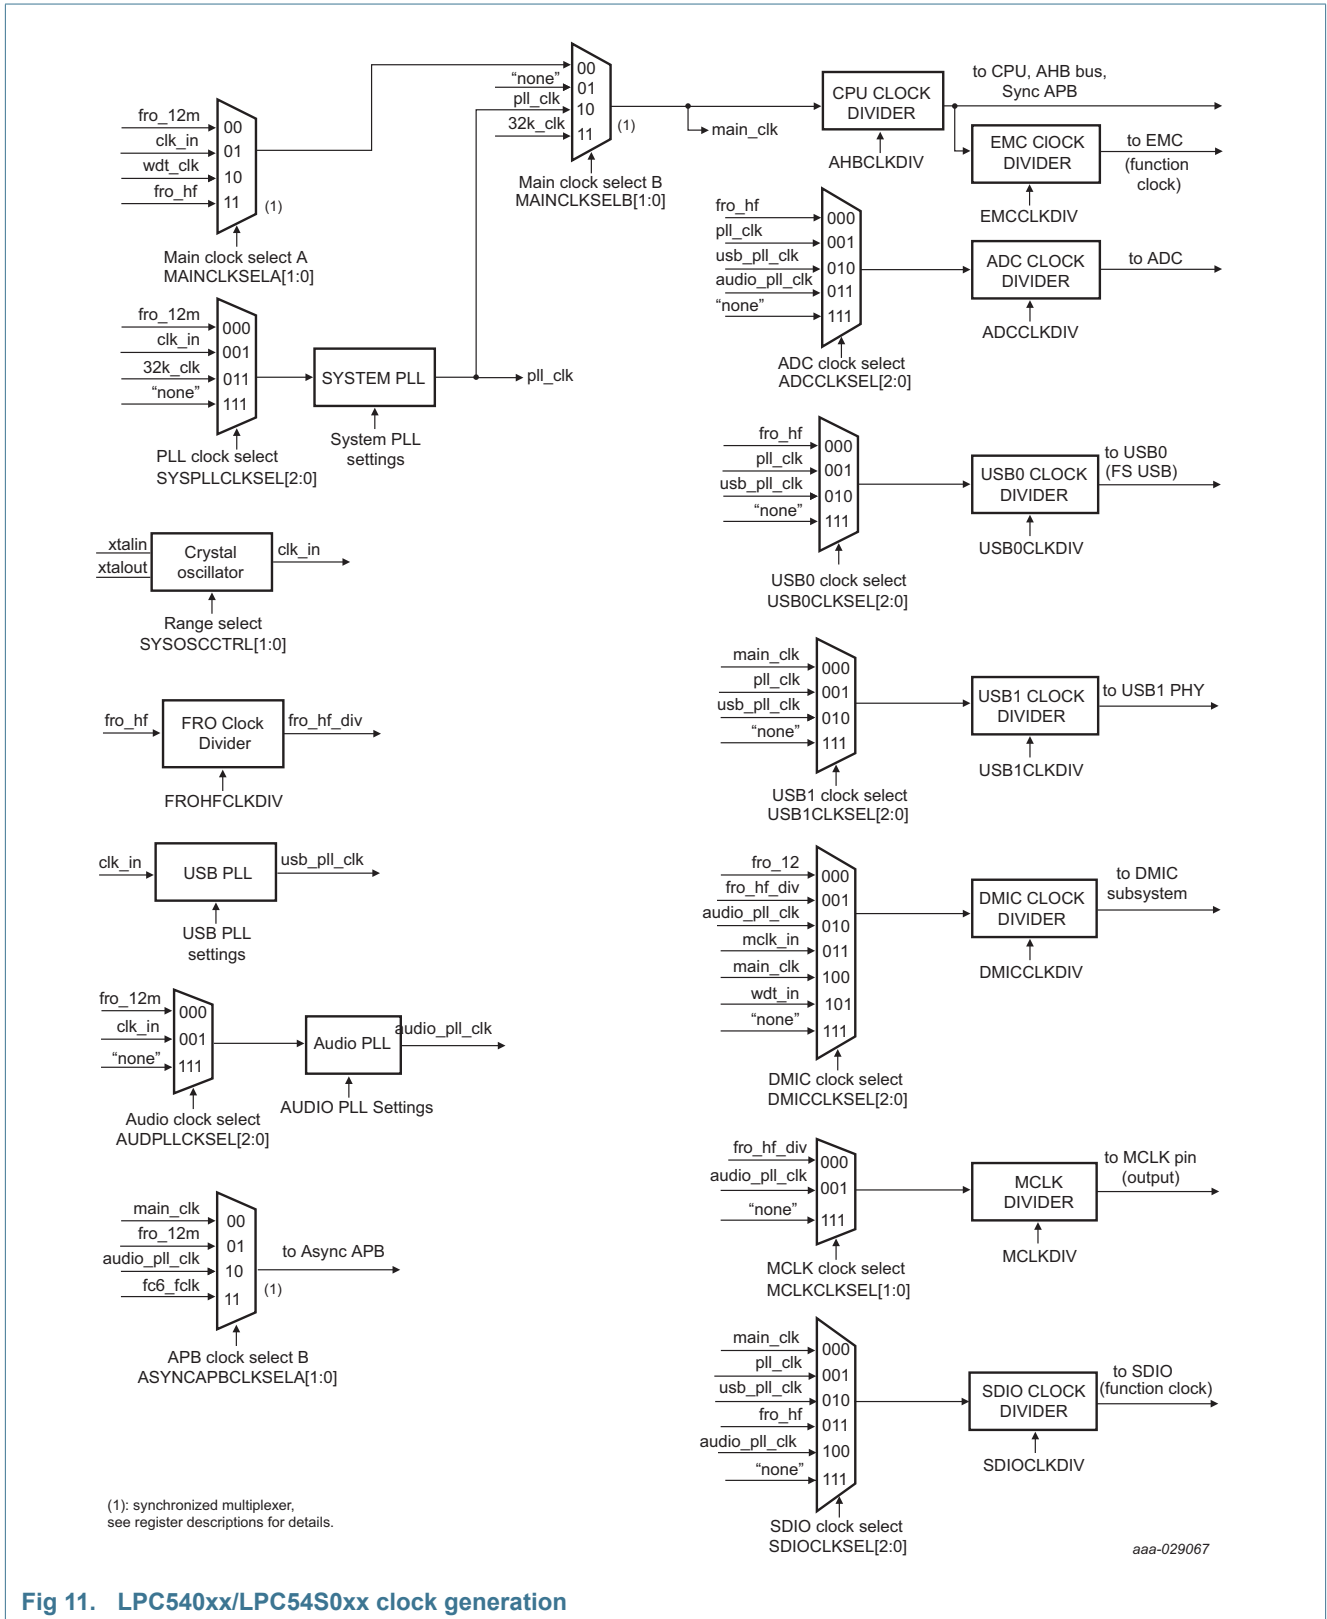 fro_12m
clk_in
wdt_clk
fro_hf
00
01
10
11
(1)
Main clock select A
MAINCLKSELA[1:0]
"none"
pll_clk
32k_clk
00
01
10
11
(1)
Main clock select B
MAINCLKSELB[1:0]
main_clk
CPU CLOCK
DIVIDER
AHBCLKDIV
to CPU, AHB bus,
Sync APB
EMC ClOCK
DIVIDER
EMCCLKDIV
to EMC
(function
clock)
fro_hf
pll_clk
usb_pll_clk
audio_pll_clk
"none"
000
001
010
011
111
ADC clock select
ADCCLKSEL[2:0]
ADC CLOCK
DIVIDER
ADCCLKDIV
to ADC
fro_12m
clk_in
32k_clk
"none"
000
001
011
111
PLL clock select
SYSPLLCLKSEL[2:0]
SYSTEM PLL
System PLL
settings
pll_clk
fro_hf
pll_clk
usb_pll_clk
"none"
000
001
010
111
USB0 clock select
USB0CLKSEL[2:0]
USB0 CLOCK
DIVIDER
USB0CLKDIV
to USB0
(FS USB)
xtalin
xtalout
Crystal
oscillator
clk_in
Range select
SYSOSCCTRL[1:0]
main_clk
pll_clk
usb_pll_clk
"none"
000
001
010
111
USB1 clock select
USB1CLKSEL[2:0]
USB1 CLOCK
DIVIDER
USB1CLKDIV
to USB1 PHY
fro_hf
FRO Clock
Divider
fro_hf_div
FROHFCLKDIV
clk_in
USB PLL
usb_pll_clk
USB PLL
settings
fro_12
fro_hf_div
audio_pll_clk
mclk_in
main_clk
wdt_in
"none"
000
001
010
011
100
101
111
DMIC clock select
DMICCLKSEL[2:0]
DMIC CLOCK
DIVIDER
DMICCLKDIV
to DMIC
subsystem
fro_12m
clk_in
"none"
000
001
111
Audio clock select
AUDPLLCKSEL[2:0]
Audio PLL
audio_pll_clk
AUDIO PLL Settings
fro_hf_div
audio_pll_clk
"none"
000
001
111
MCLK clock select
MCLKCLKSEL[1:0]
MCLK
DIVIDER
MCLKDIV
to MCLK pin
(output)
main_clk
fro_12m
audio_pll_clk
fc6_fclk
00
01
10
11
(1)
to Async APB
APB clock select B
ASYNCAPBCLKSELA[1:0]
main_clk
pll_clk
usb_pll_clk
fro_hf
audio_pll_clk
"none"
000
001
010
011
100
111
SDIO clock select
SDIOCLKSEL[2:0]
SDIO CLOCK
DIVIDER
SDIOCLKDIV
to SDIO
(function clock)
(1): synchronized multiplexer,
see register descriptions for details.
aaa-029067
Fig 11. LPC540xx/LPC54S0xx clock generation